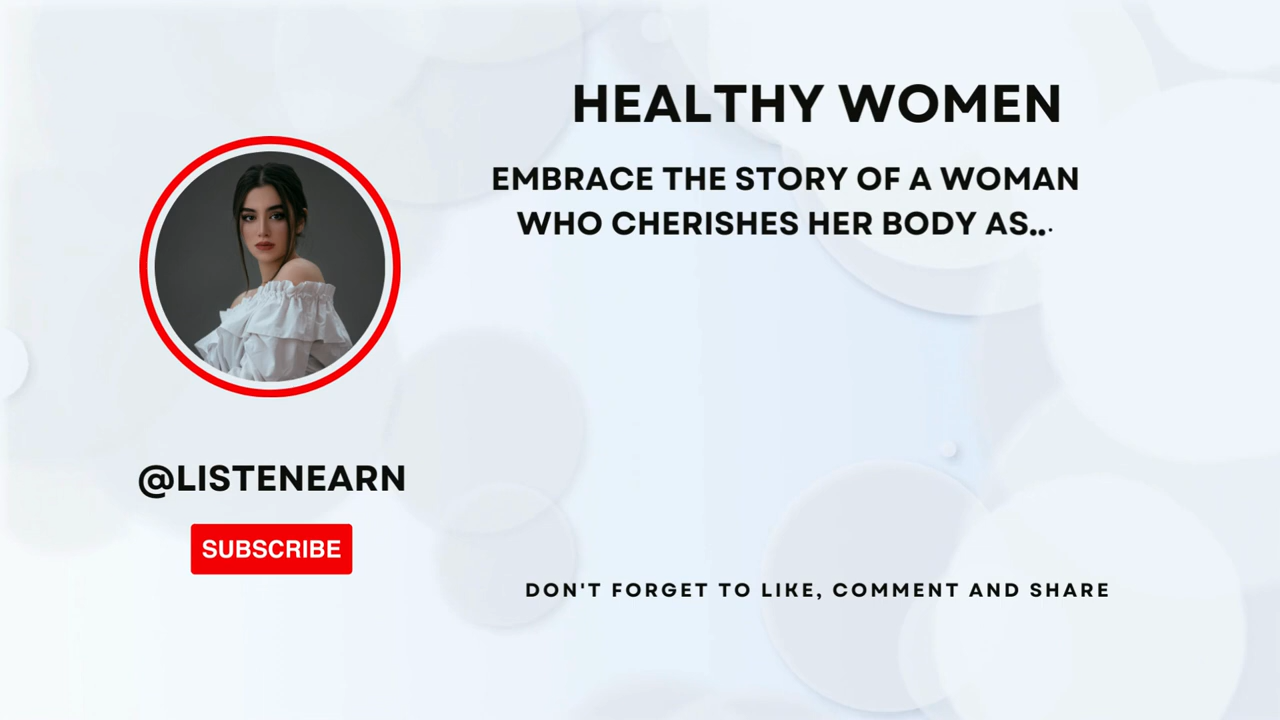 HEALTHY WOMEN
EMBRACE THE STORY OF A WOMAN
WHO CHERISHES HER BODY AS...
@LISTENEARN
SUBSCRIBE
DON'T FORGET TO LIKE, COMMENT AND SHARE